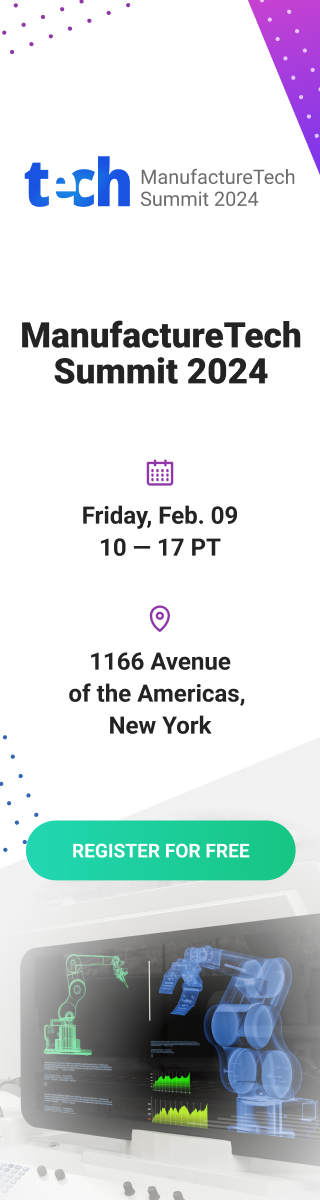 tech
ManufactureTech
Summit 2024
ManufactureTech
Summit 2024
Friday, Feb. 09
10 — 17 PT
1166 Avenue
of the Americas,
New York
REGISTER FOR FREE